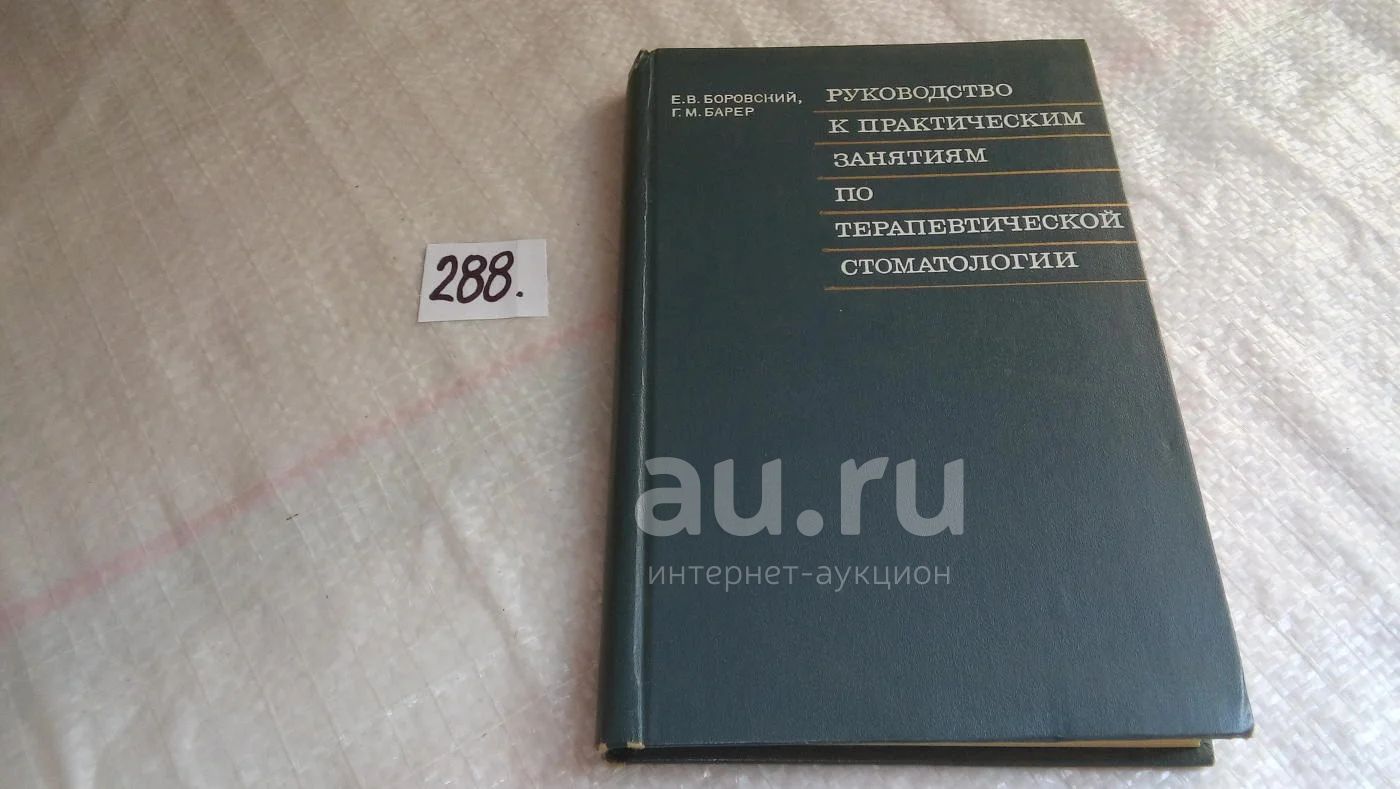 Е.В. БОРОВСКИЙ,
Г.М. БАРЕР
РУКОВОДСТВО
К ПРАКТИЧЕСКИМ
ЗАНЯТИЯМ
ПО
ТЕРАПЕВТИЧЕСКОЙ
СТОМАТОЛОГИИ
288.
au.ru
интернет-аукцион